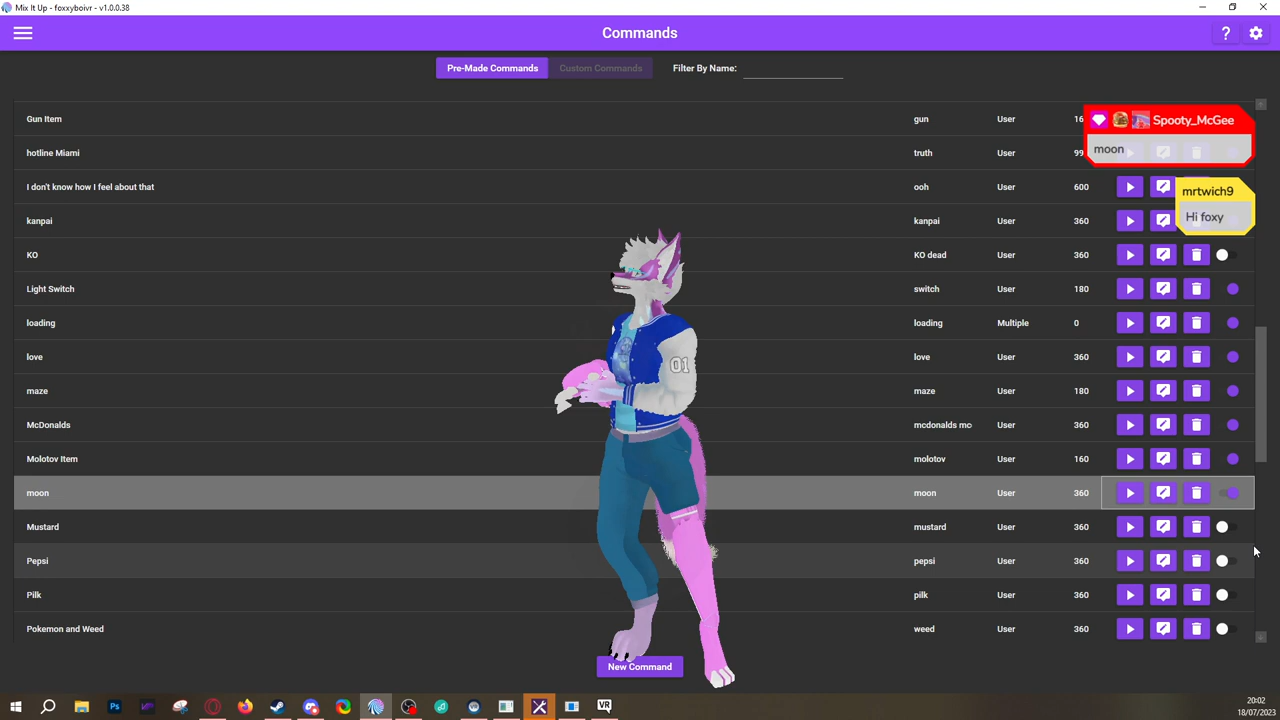 Mix It Up - foxxyboivr - v1.0.0.38
Commands
Pre-Made Commands Custom Commands Filter By Name:
Gun Item gun User 16
Spooty_McGee
moon
hotline Miami truth User 99
I don't know how I feel about that ooh User 600
mrtwich9
Hi foxy
kanpai kanpai User 360
KO KO dead User 360
Light Switch switch User 180
loading loading Multiple 0
love love User 360
01
maze maze User 180
McDonalds mcdonalds mc User 360
Molotov Item molotov User 160
moon moon User 360
Mustard mustard User 360
Pepsi pepsi User 360
Pilk pilk User 360
Pokemon and Weed weed User 360
New Command
Ps
VR
20:02
18/07/2023